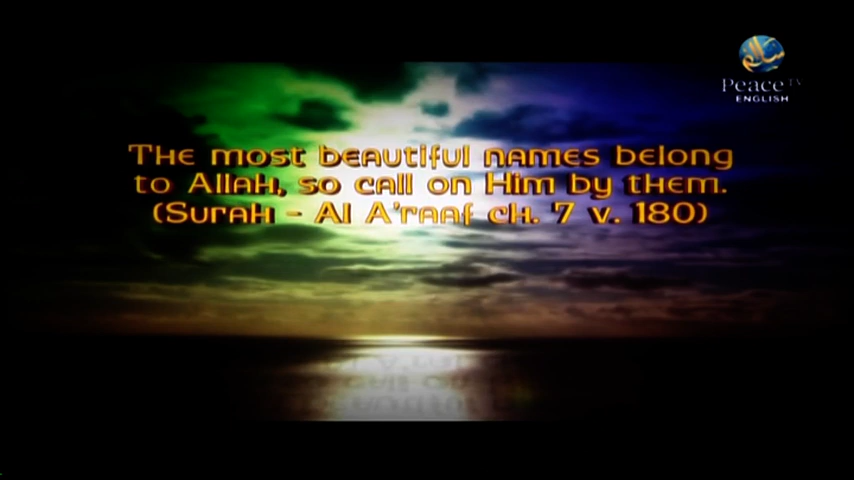 سلام
Peace TV
ENGLISH
The most beautiful names belong
to Allah, so call on Him by them.
(Surah - Al A'raaf ch. 7 v. 180)